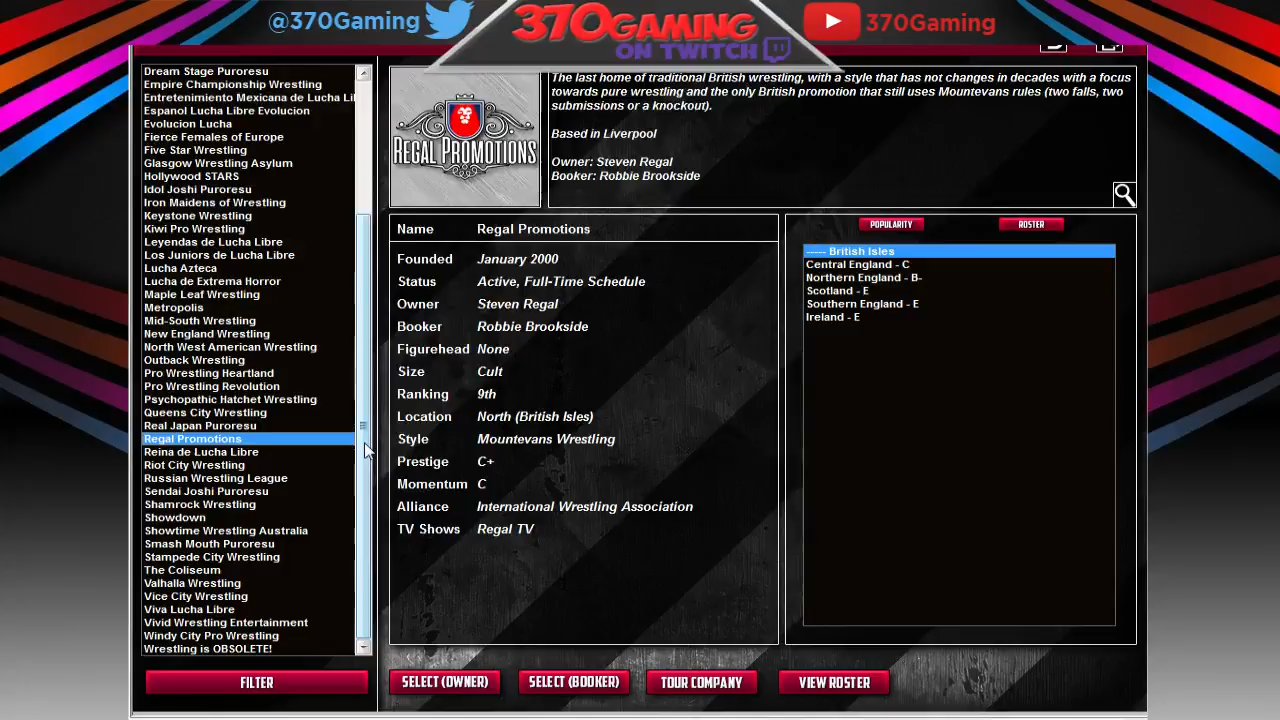 @370Gaming
370GAMING
ON TWITCH
370Gaming
Dream Stage Puroresu
Empire Championship Wrestling
Entretenimiento Mexicana de Lucha Li
Espanol Lucha Libre Evolucion
Evolucion Lucha
Fierce Females of Europe
Five Star Wrestling
Glasgow Wrestling Asylum
Hollywood STARS
Idol Joshi Puroresu
Iron Maidens of Wrestling
Keystone Wrestling
Kiwi Pro Wrestling
Leyendas de Lucha Libre
Los Juniors de Lucha Libre
Lucha Azteca
Lucha de Extrema Horror
Maple Leaf Wrestling
Metropolis
Mid-South Wrestling
New England Wrestling
North West American Wrestling
Outback Wrestling
Pro Wrestling Heartland
Pro Wrestling Revolution
Psychopathic Hatchet Wrestling
Queens City Wrestling
Real Japan Puroresu
Regal Promotions
Reina de Lucha Libre
Riot City Wrestling
Russian Wrestling League
Sendai Joshi Puroresu
Shamrock Wrestling
Showdown
Showtime Wrestling Australia
Smash Mouth Puroresu
Stampede City Wrestling
The Coliseum
Valhalla Wrestling
Vice City Wrestling
Viva Lucha Libre
Vivid Wrestling Entertainment
Windy City Pro Wrestling
Wrestling is OBSOLETE!
FILTER
REGAL PROMOTIONS
The last home of traditional British wrestling, with a style that has not changes in decades with a focus
towards pure wrestling and the only British promotion that still uses Mountevans rules (two falls, two
submissions or a knockout).
Based in Liverpool
Owner: Steven Regal
Booker: Robbie Brookside
Name Regal Promotions
Founded January 2000
Status Active, Full-Time Schedule
Owner Steven Regal
Booker Robbie Brookside
Figurehead None
Size Cult
Ranking 9th
Location North (British Isles)
Style Mountevans Wrestling
Prestige C+
Momentum C
Alliance International Wrestling Association
TV Shows Regal TV
POPULARITY ROSTER
----- British Isles
Central England - C
Northern England - B-
Scotland - E
Southern England - E
Ireland - E
SELECT (OWNER) SELECT (BOOKER) TOUR COMPANY VIEW ROSTER